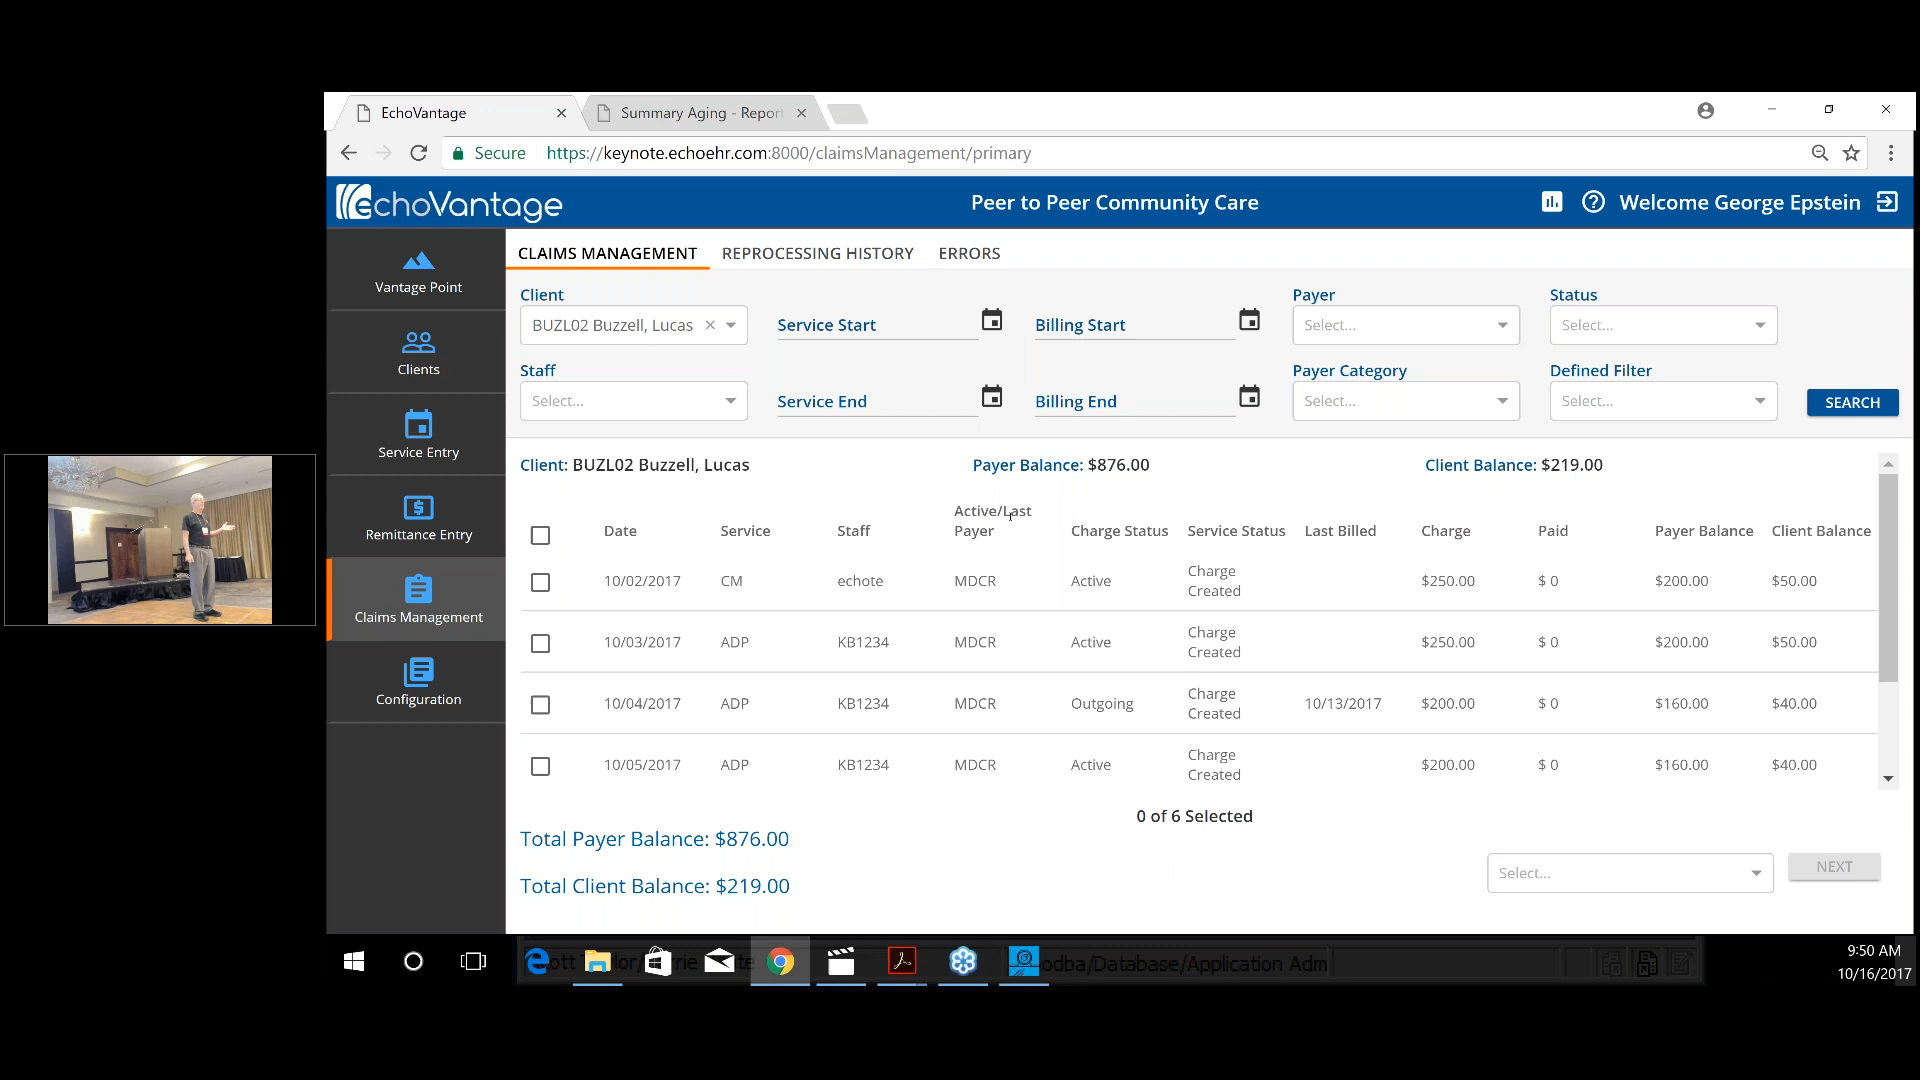 EchoVantage
Summary Aging - Report
Secure https://keynote.echoehr.com:8000/claimsManagement/primary
echoVantage
Peer to Peer Community Care
Welcome George Epstein
Vantage Point
Clients
Service Entry
Remittance Entry
Claims Management
Configuration
CLAIMS MANAGEMENT REPROCESSING HISTORY ERRORS
Client Payer Status
BUZL02 Buzzell, Lucas Service Start Billing Start Select... Select...
Staff Payer Category Defined Filter
Select... Service End Billing End Select... Select... SEARCH
Client: BUZL02 Buzzell, Lucas Payer Balance: $876.00 Client Balance: $219.00
Date Service Staff Active/Last Payer Charge Status Service Status Last Billed Charge Paid Payer Balance Client Balance
10/02/2017 CM echote MDCR Active Charge Created $250.00 $ 0 $200.00 $50.00
10/03/2017 ADP KB1234 MDCR Active Charge Created $250.00 $ 0 $200.00 $50.00
10/04/2017 ADP KB1234 MDCR Outgoing Charge Created 10/13/2017 $200.00 $ 0 $160.00 $40.00
10/05/2017 ADP KB1234 MDCR Active Charge Created $200.00 $ 0 $160.00 $40.00
0 of 6 Selected
Total Payer Balance: $876.00
Total Client Balance: $219.00
Select... NEXT
odba/Database/Application Adm
9:50 AM
10/16/2017